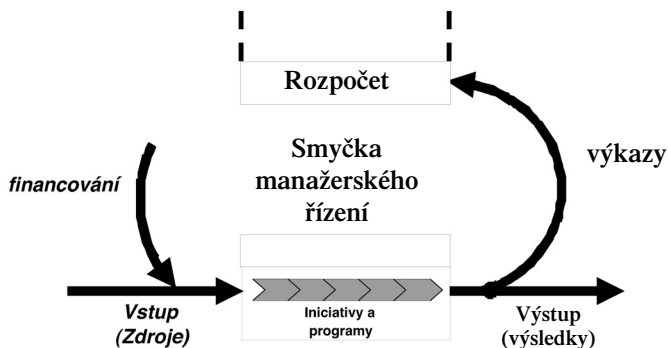 Rozpočet
Smyčka
manažerského
řízení
výkazy
financování
Vstup
(Zdroje)
Iniciativy a
programy
Výstup
(výsledky)